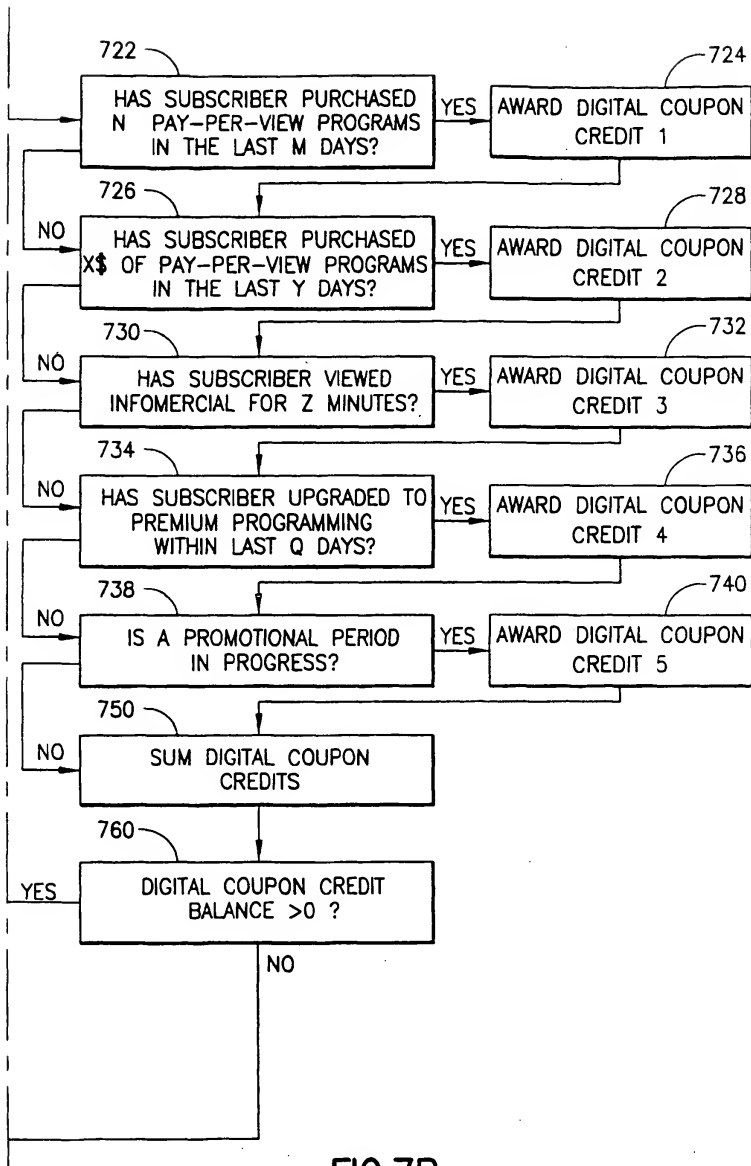 722
HAS SUBSCRIBER PURCHASED
N PAY-PER-VIEW PROGRAMS
IN THE LAST M DAYS?
YES
724
AWARD DIGITAL COUPON
CREDIT 1
NO
726
HAS SUBSCRIBER PURCHASED
X$ OF PAY-PER-VIEW PROGRAMS
IN THE LAST Y DAYS?
YES
728
AWARD DIGITAL COUPON
CREDIT 2
NO
730
HAS SUBSCRIBER VIEWED
INFOMERCIAL FOR Z MINUTES?
YES
732
AWARD DIGITAL COUPON
CREDIT 3
NO
734
HAS SUBSCRIBER UPGRADED TO
PREMIUM PROGRAMMING
WITHIN LAST Q DAYS?
YES
736
AWARD DIGITAL COUPON
CREDIT 4
NO
738
IS A PROMOTIONAL PERIOD
IN PROGRESS?
YES
740
AWARD DIGITAL COUPON
CREDIT 5
NO
750
SUM DIGITAL COUPON
CREDITS
760
DIGITAL COUPON CREDIT
BALANCE >0 ?
YES
NO